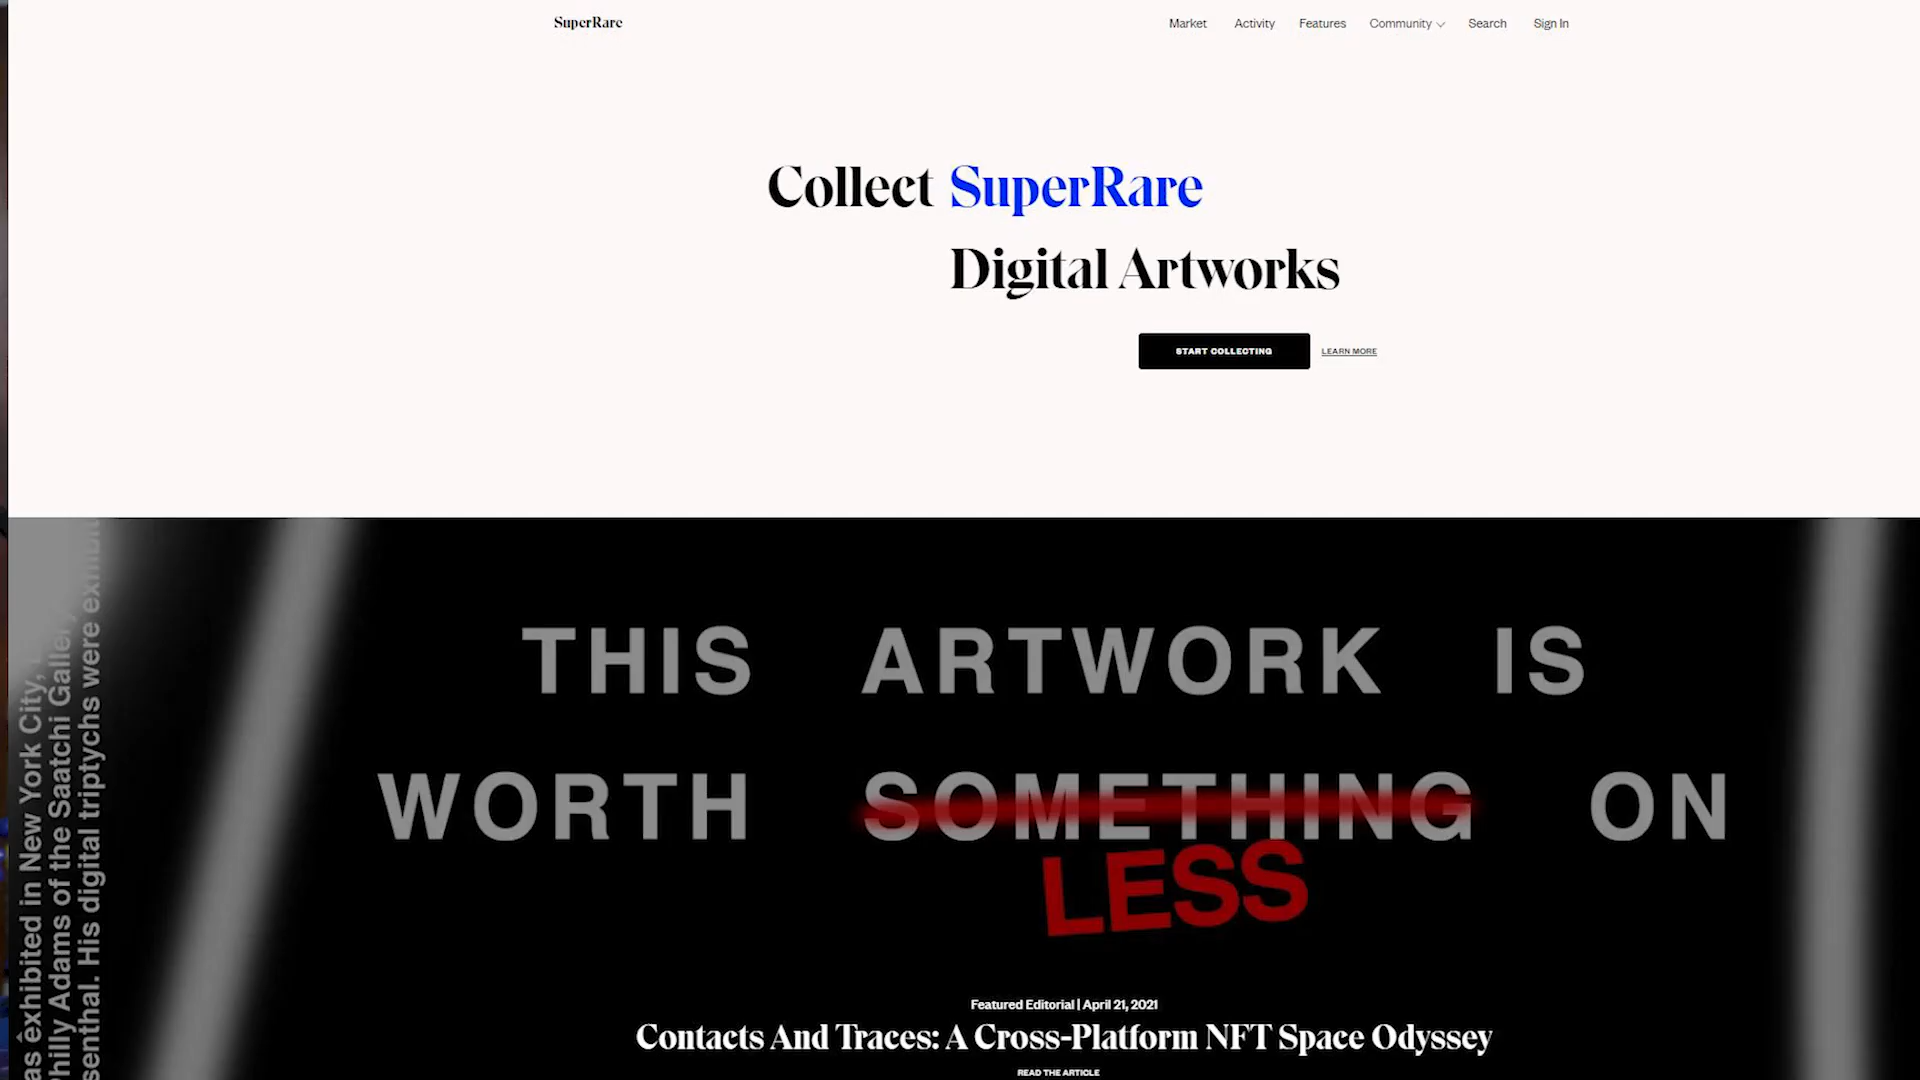 SuperRare
Market Activity Features Community Search Sign In
Collect SuperRare
Digital Artworks
START COLLECTING LEARN MORE
THIS ARTWORK IS
WORTH SOMETHING ON
LESS
as exhibited in New York City,
Philly Adams of the Saatchi Gallery
senthal. His digital triptychs were
Featured Editorial | April 21, 2021
Contacts And Traces: A Cross-Platform NFT Space Odyssey
READ THE ARTICLE